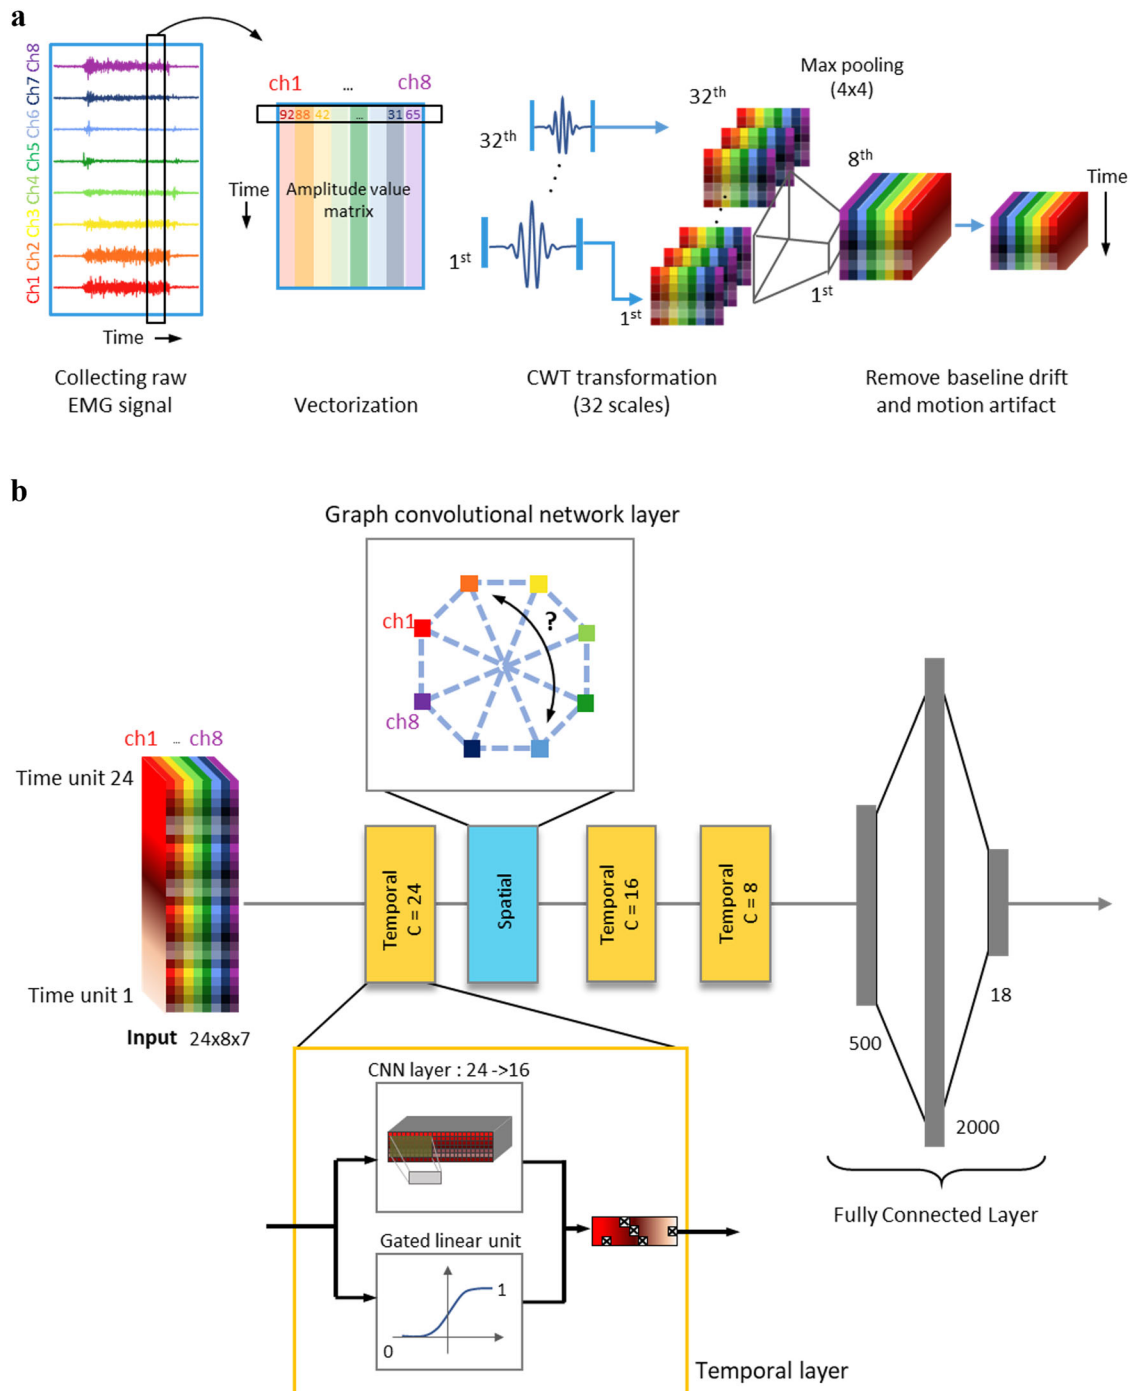 a
Ch1 Ch2 Ch3 Ch4 Ch5 Ch6 Ch7 Ch8
Time
Collecting raw
EMG signal
ch1 ... ch8
92 88 42 ... 31 65
Time
Amplitude value
matrix
Vectorization
32th
1st
32th
1st
CWT transformation
(32 scales)
Max pooling
(4x4)
8th
1st
Time
Remove baseline drift
and motion artifact
b
Graph convolutional network layer
ch1
?
ch8
ch1 ... ch8
Time unit 24
Time unit 1
Input 24x8x7
Temporal
C = 24
Spatial
Temporal
C = 16
Temporal
C = 8
500
2000
18
Fully Connected Layer
CNN layer : 24 ->16
Gated linear unit
1
0
Temporal layer